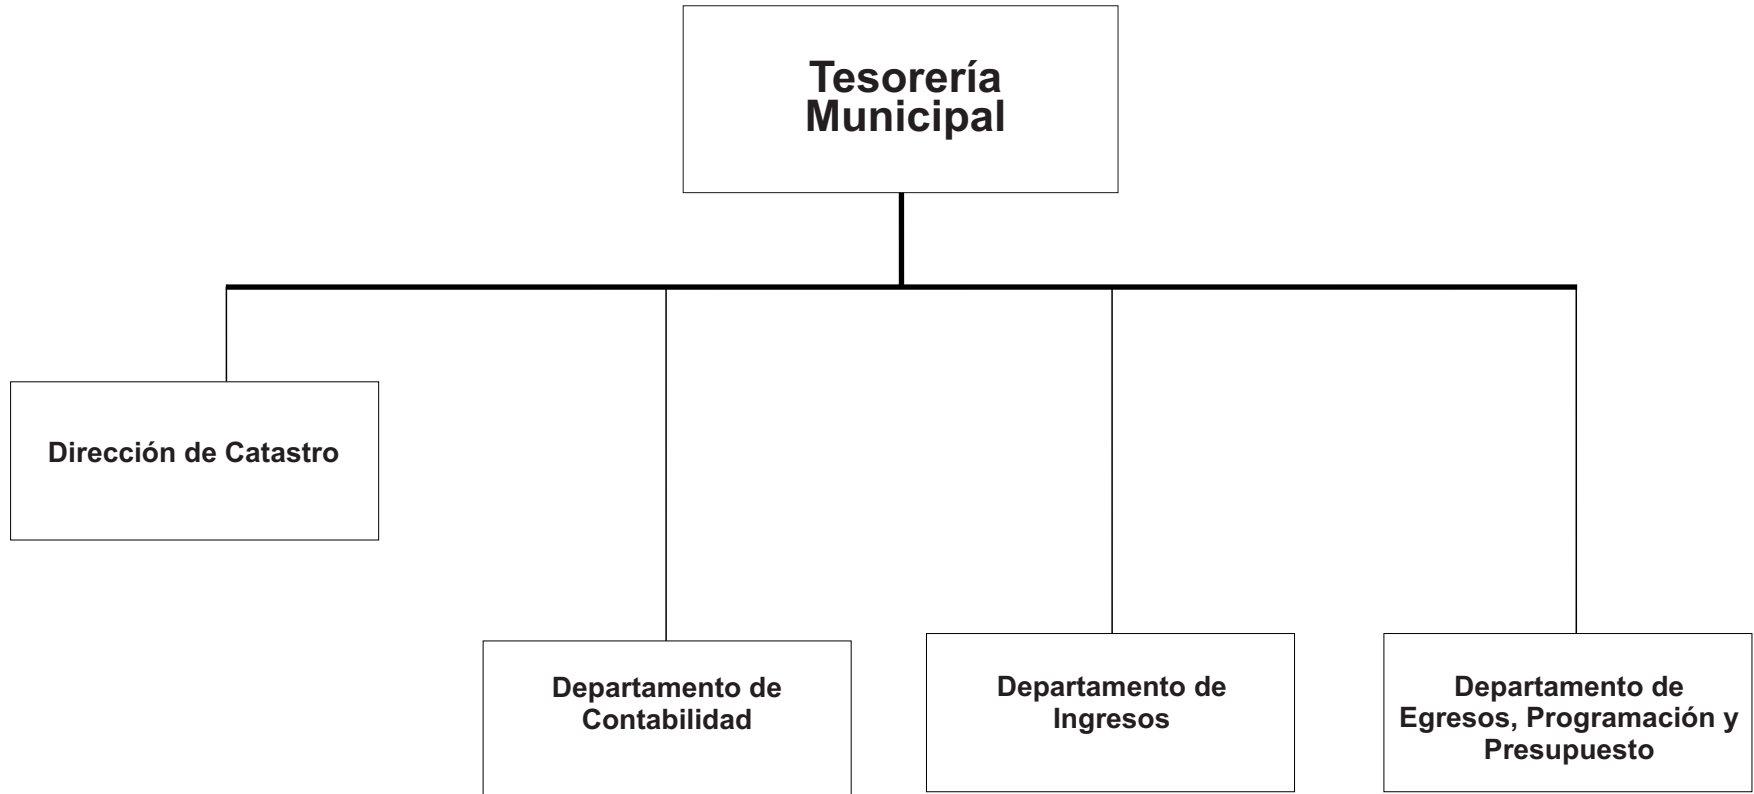 Tesorería
Municipal
Dirección de Catastro
Departamento de
Contabilidad
Departamento de
Ingresos
Departamento de
Egresos, Programación y
Presupuesto